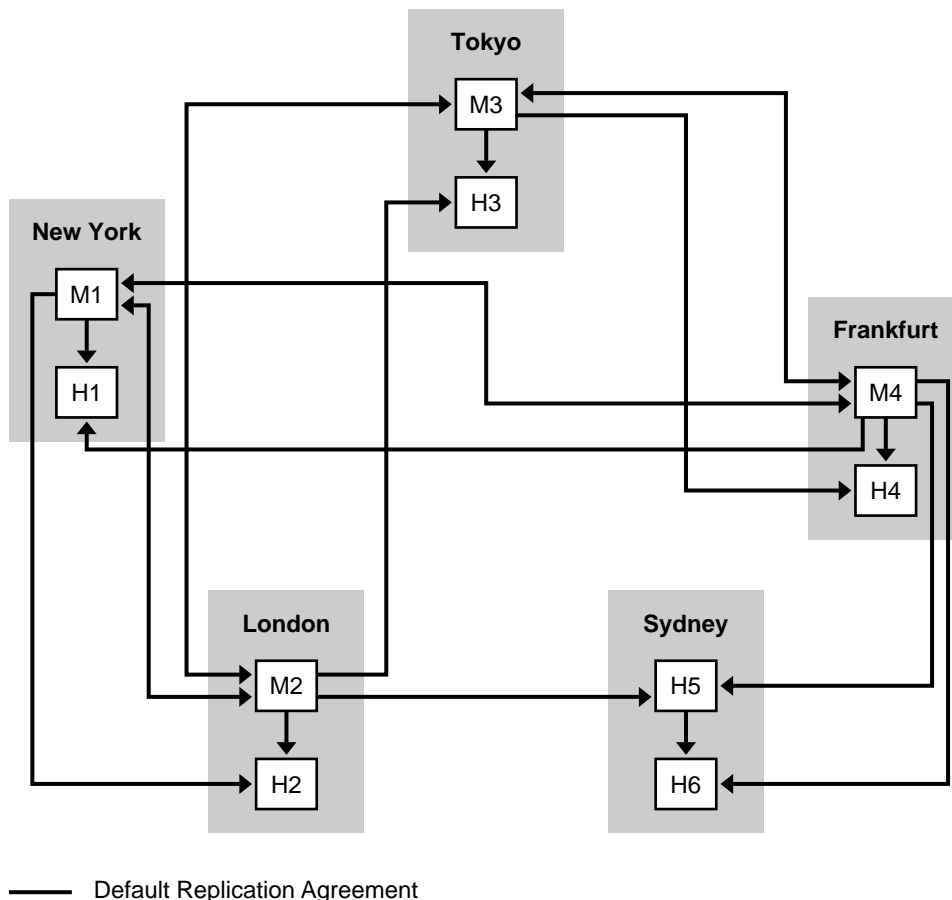 Tokyo
M3
H3
New York
M1
H1
Frankfurt
M4
H4
London
M2
H2
Sydney
H5
H6
Default Replication Agreement